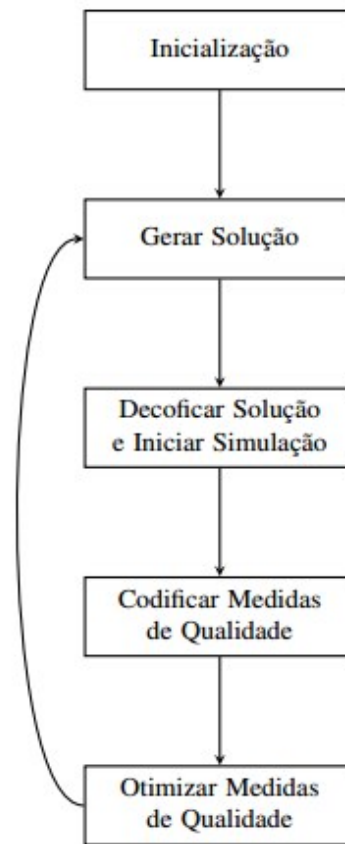 Inicialização
Gerar Solução
Decoficar Solução
e Iniciar Simulação
Codificar Medidas
de Qualidade
Otimizar Medidas
de Qualidade